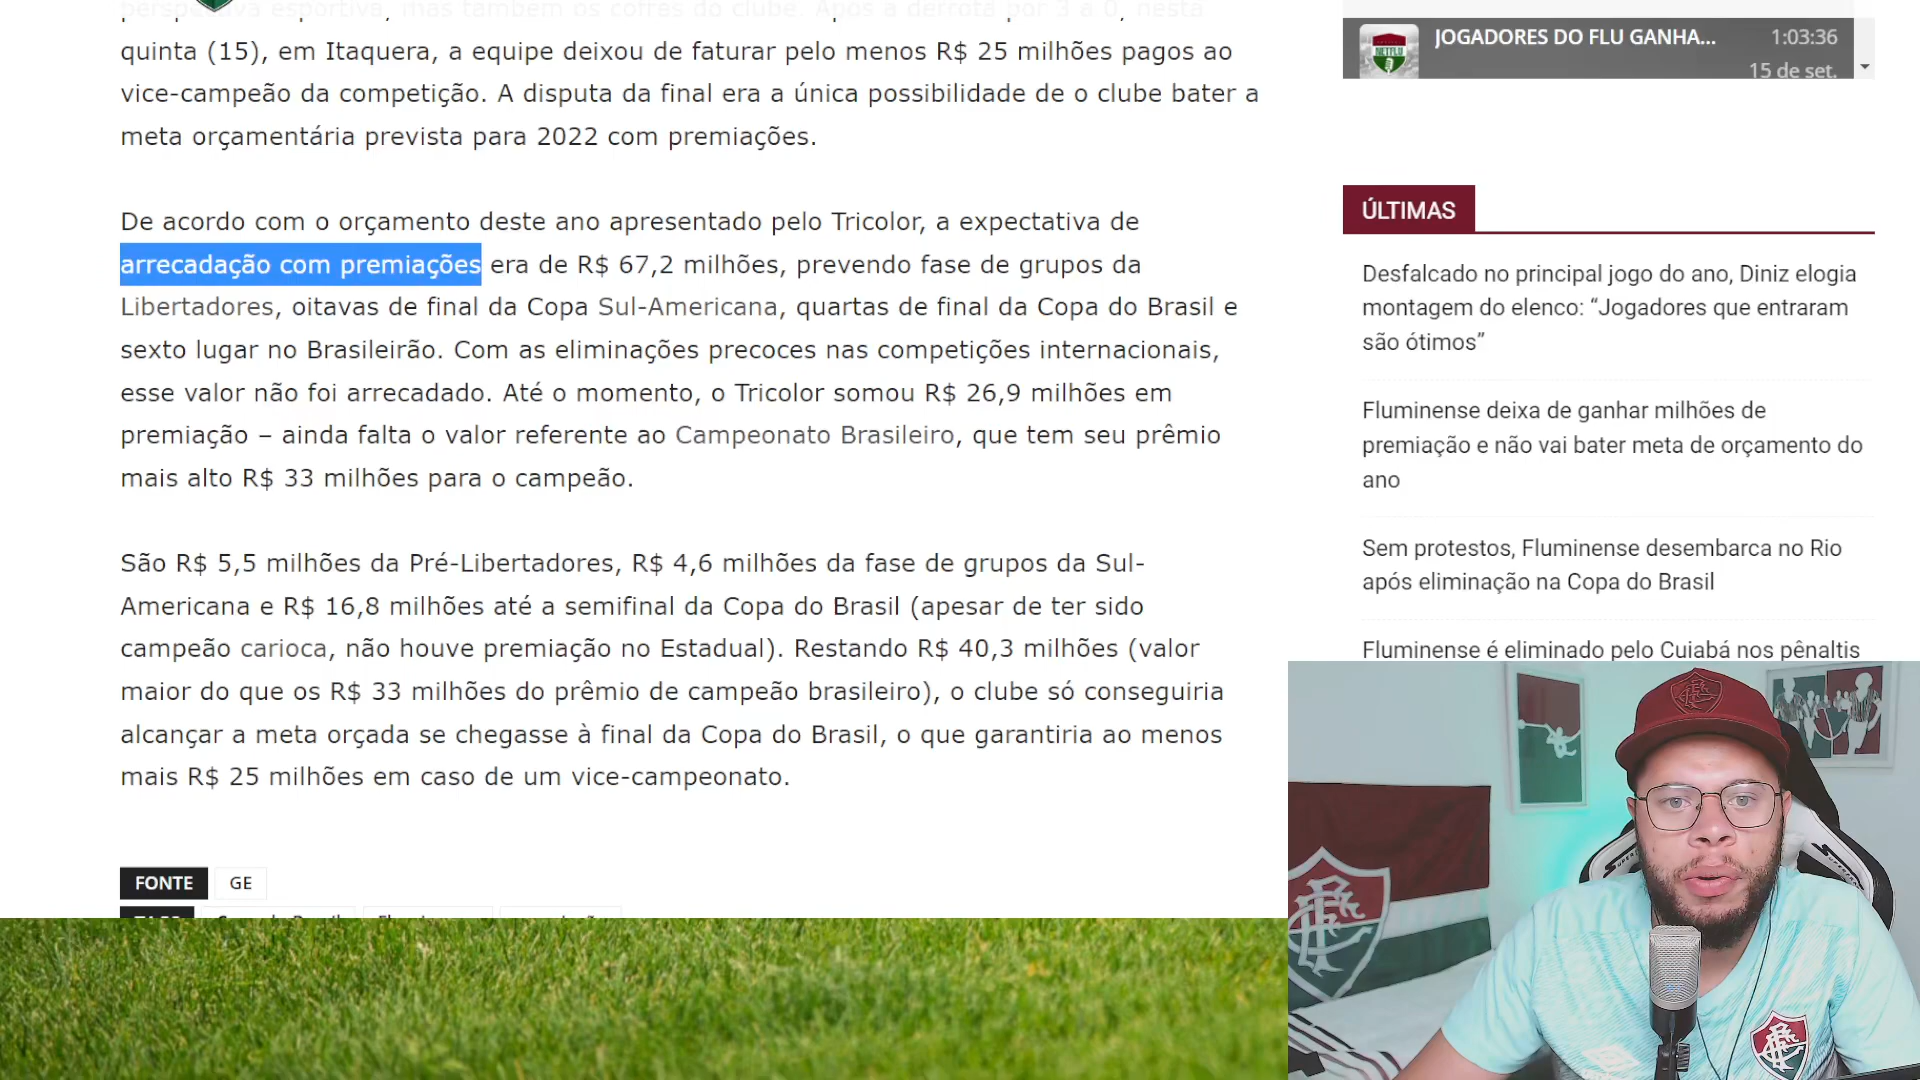 perspectiva esportiva, mas também os cofres do clube. Após a derrota por 3 a 0, nesta
quinta (15), em Itaquera, a equipe deixou de faturar pelo menos R$ 25 milhões pagos ao
vice-campeão da competição. A disputa da final era a única possibilidade de o clube bater a
meta orçamentária prevista para 2022 com premiações.
De acordo com o orçamento deste ano apresentado pelo Tricolor, a expectativa de
arrecadação com premiações era de R$ 67,2 milhões, prevendo fase de grupos da
Libertadores, oitavas de final da Copa Sul-Americana, quartas de final da Copa do Brasil e
sexto lugar no Brasileirão. Com as eliminações precoces nas competições internacionais,
esse valor não foi arrecadado. Até o momento, o Tricolor somou R$ 26,9 milhões em
premiação – ainda falta o valor referente ao Campeonato Brasileiro, que tem seu prêmio
mais alto R$ 33 milhões para o campeão.
São R$ 5,5 milhões da Pré-Libertadores, R$ 4,6 milhões da fase de grupos da Sul-
Americana e R$ 16,8 milhões até a semifinal da Copa do Brasil (apesar de ter sido
campeão carioca, não houve premiação no Estadual). Restando R$ 40,3 milhões (valor
maior do que os R$ 33 milhões do prêmio de campeão brasileiro), o clube só conseguiria
alcançar a meta orçada se chegasse à final da Copa do Brasil, o que garantiria ao menos
mais R$ 25 milhões em caso de um vice-campeonato.
FONTE GE
JOGADORES DO FLU GANHA... 1:03:36
15 de set.
ÚLTIMAS
Desfalcado no principal jogo do ano, Diniz elogia
montagem do elenco: “Jogadores que entraram
são ótimos”
Fluminense deixa de ganhar milhões de
premiação e não vai bater meta de orçamento do
ano
Sem protestos, Fluminense desembarca no Rio
após eliminação na Copa do Brasil
Fluminense é eliminado pelo Cuiabá nos pênaltis